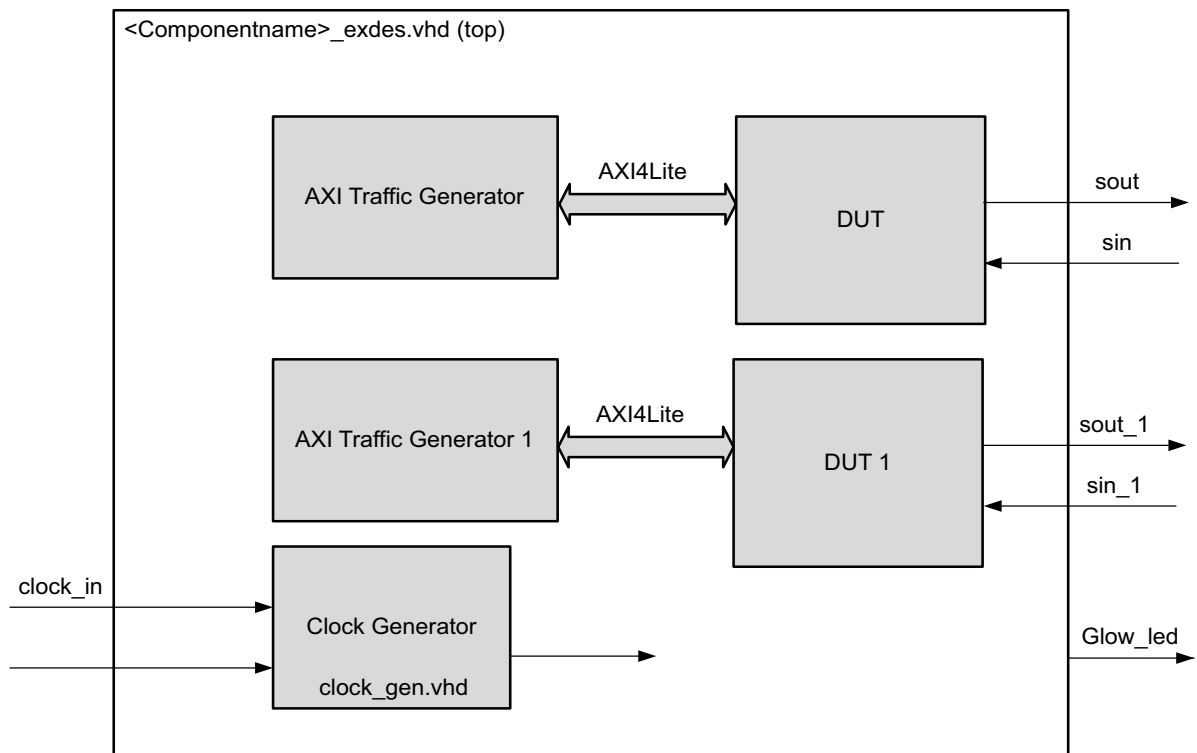 <Componentname>_exdes.vhd (top)
AXI Traffic Generator
AXI4Lite
DUT
sout
sin
AXI Traffic Generator 1
AXI4Lite
DUT 1
sout_1
sin_1
clock_in
Clock Generator
clock_gen.vhd
Glow_led